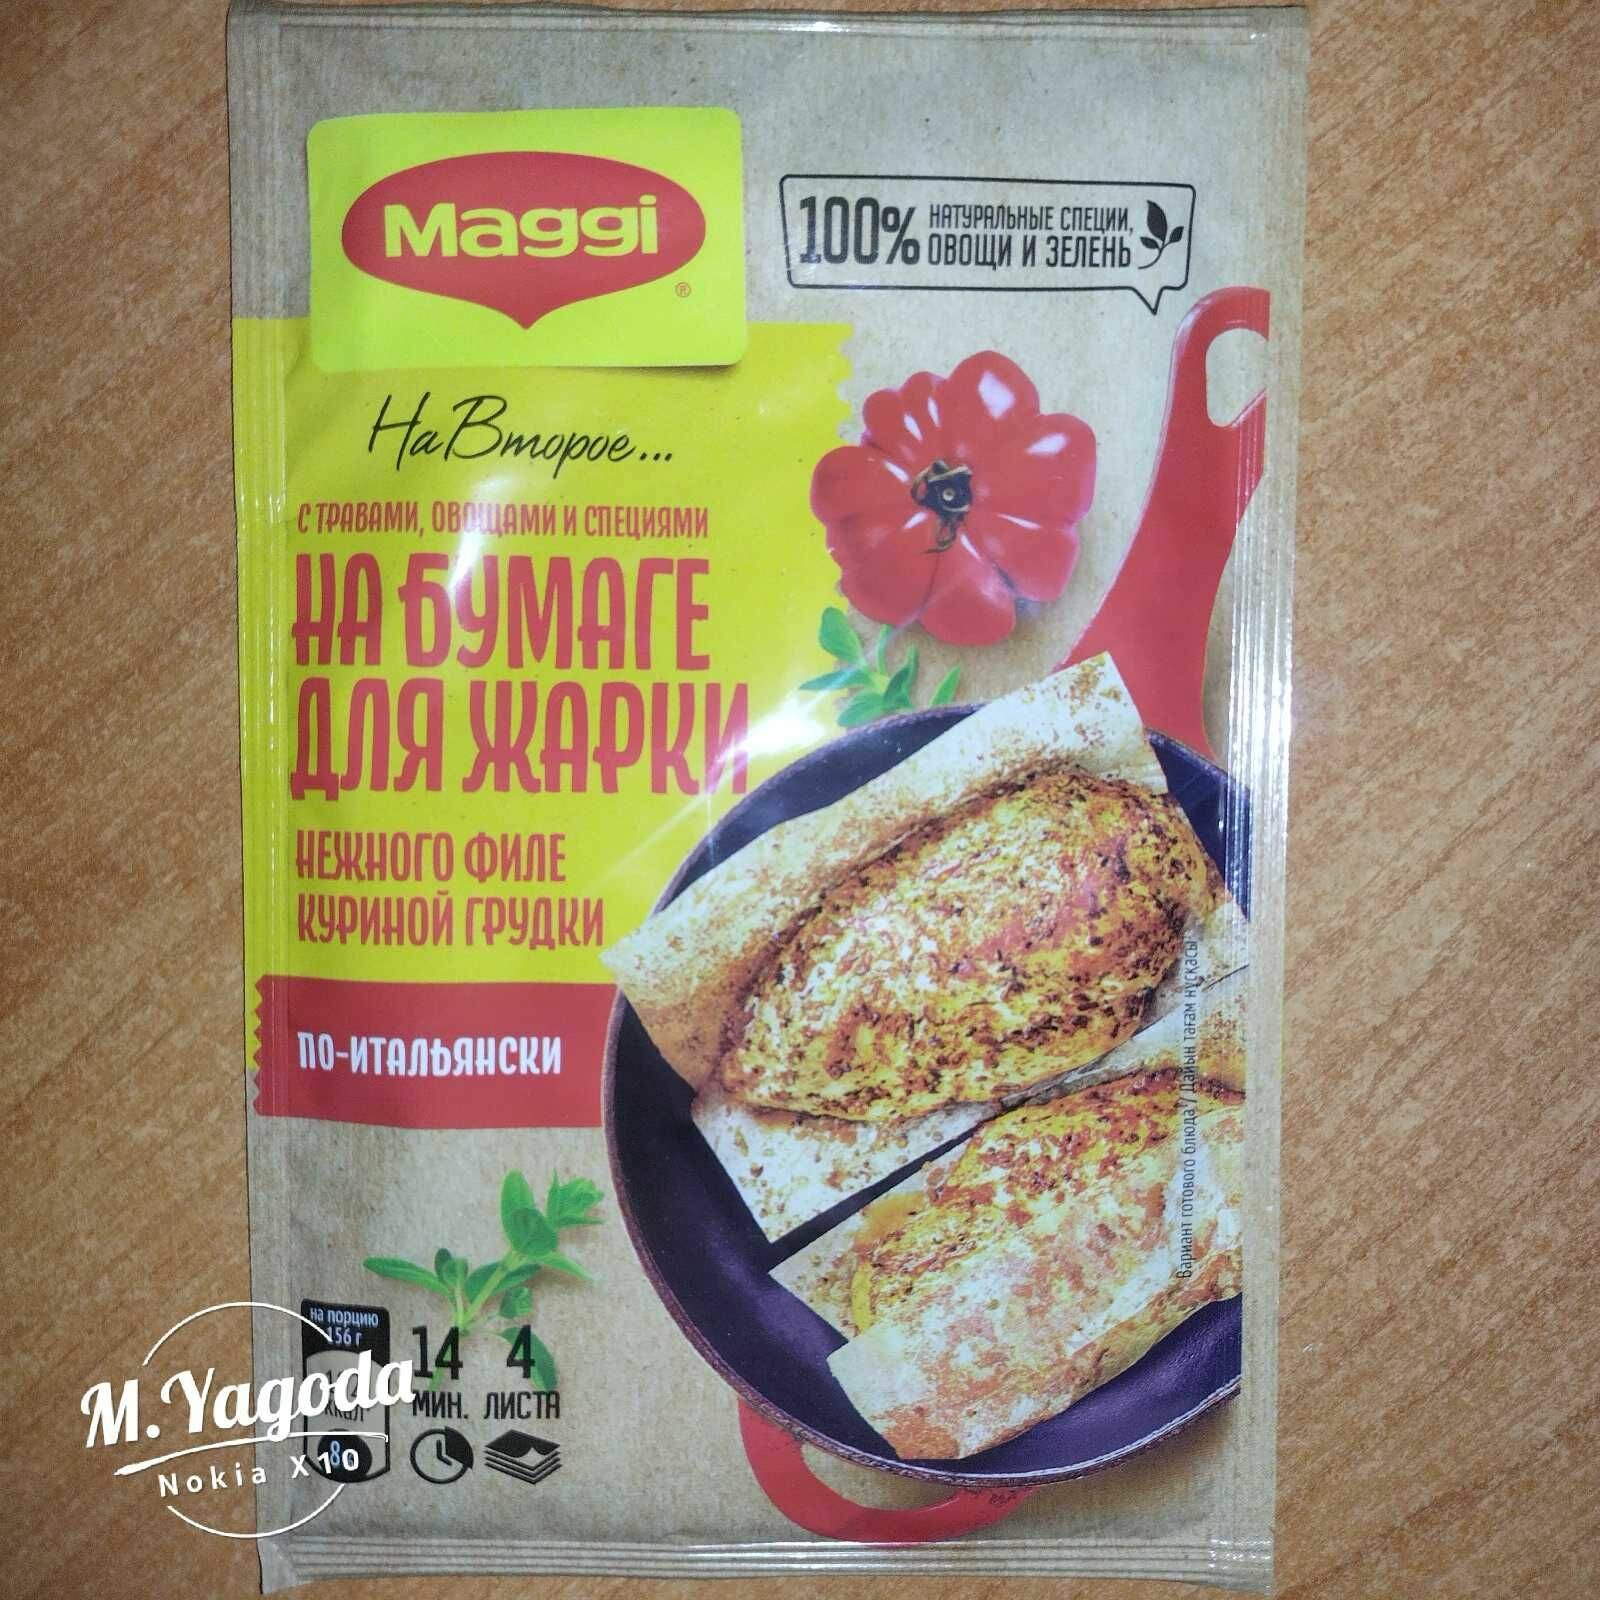 Maggi
®
100% НАТУРАЛЬНЫЕ СПЕЦИИ,
ОВОЩИ И ЗЕЛЕНЬ
На Второе...
С ТРАВАМИ, ОВОЩАМИ И СПЕЦИЯМИ
НА БУМАГЕ
ДЛЯ ЖАРКИ
НЕЖНОГО ФИЛЕ
КУРИНОЙ ГРУДКИ
ПО-ИТАЛЬЯНСКИ
Вариант готового блюда / Дайын тағам нұсқасы
на порцию
156 г
ккал
14 МИН.
4 ЛИСТА
M.Yagoda
Nokia X10